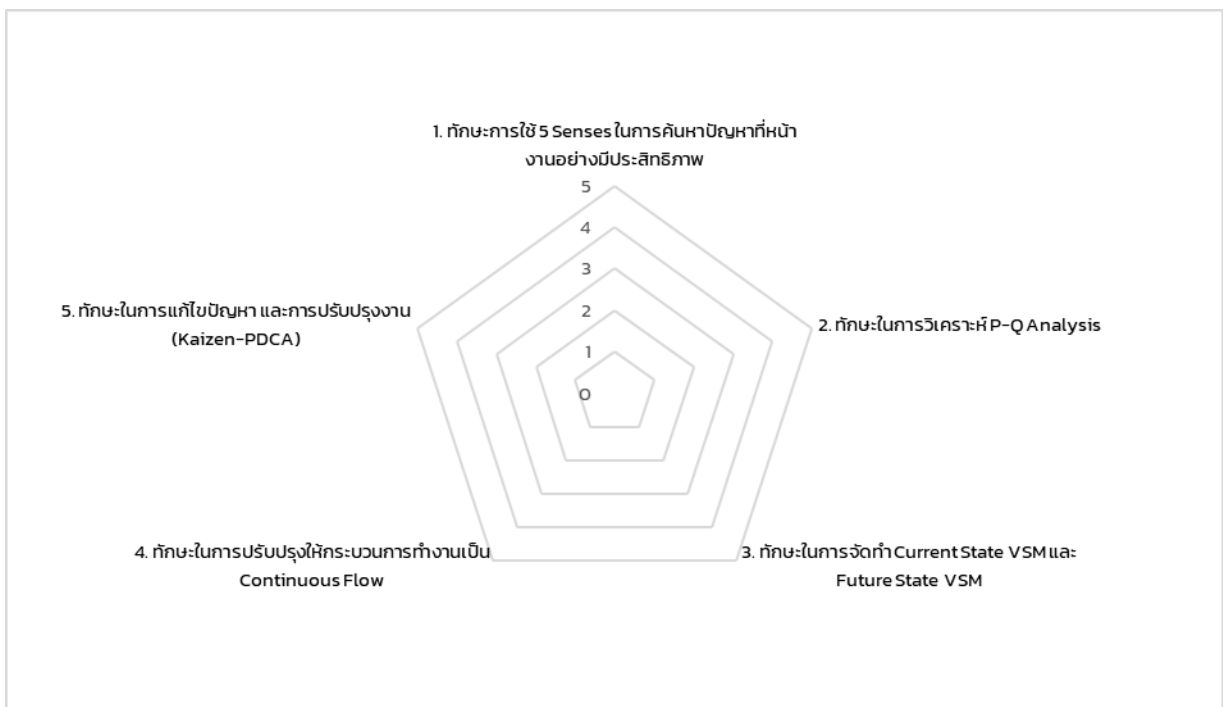 1. ทักษะการใช้ 5 Senses ในการค้นหาปัญหาที่หน้า
งานอย่างมีประสิทธิภาพ
5
4
3
2
1
0
5. ทักษะในการแก้ไขปัญหา และการปรับปรุงงาน
(Kaizen-PDCA)
2. ทักษะในการวิเคราะห์ P-Q Analysis
4. ทักษะในการปรับปรุงให้กระบวนการทำงานเป็น
Continuous Flow
3. ทักษะในการจัดทำ Current State VSM และ
Future State VSM